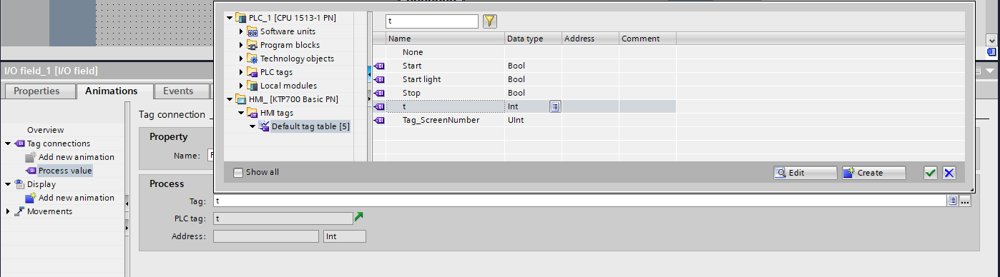 PLC_1 [CPU 1513-1 PN]
Software units
Program blocks
Technology objects
PLC tags
Local modules
HMI_ [KTP700 Basic PN]
HMI tags
Default tag table [5]
t
Name Data type Address Comment
None
Start Bool
Start light Bool
Stop Bool
t Int
Tag_ScreenNumber UInt
Show all
Edit Create
I/O field_1 [I/O field]
Properties Animations Events
Overview
Tag connections
Add new animation
Process value
Display
Add new animation
Movements
Tag connection
Property
Name:
Process
Tag: t
PLC tag: t
Address: Int